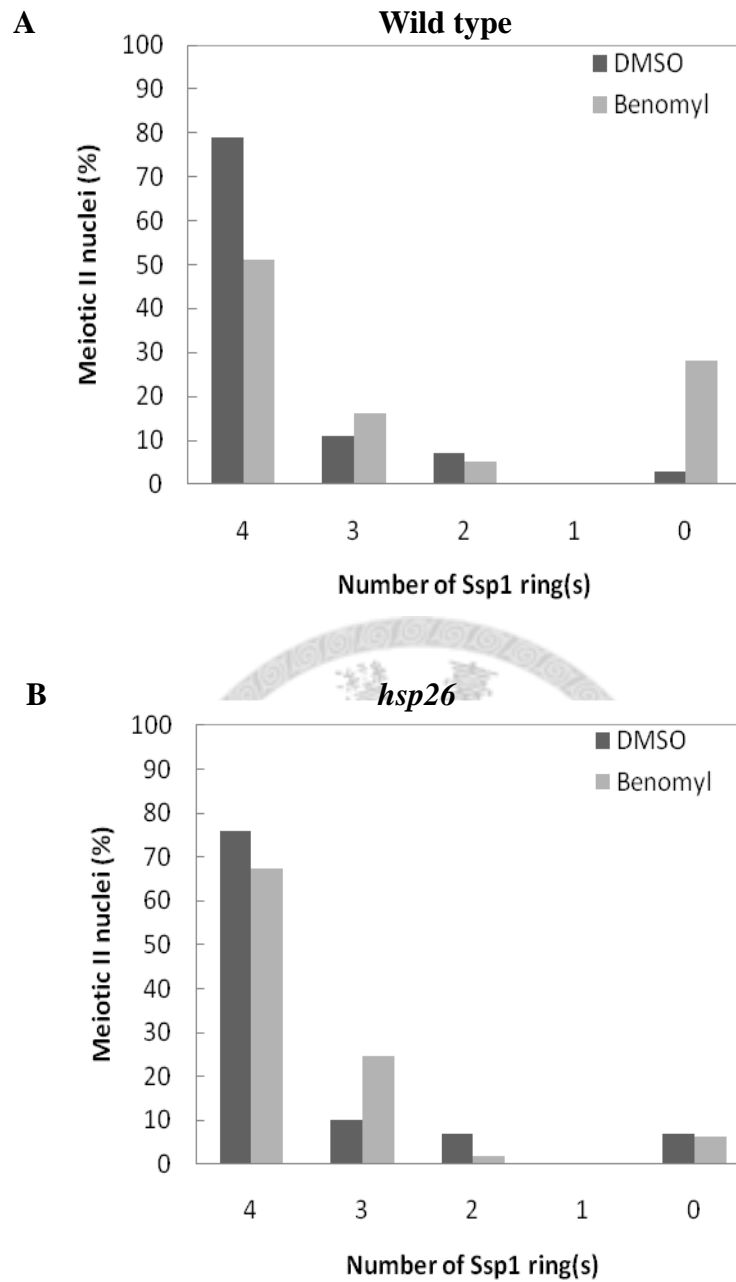 A
Wild type
100
90
80
70
60
50
40
30
20
10
0
Meiotic II nuclei (%)
DMSO
Benomyl
4 3 2 1 0
Number of Ssp1 ring(s)
B
hsp26
100
90
80
70
60
50
40
30
20
10
0
Meiotic II nuclei (%)
DMSO
Benomyl
4 3 2 1 0
Number of Ssp1 ring(s)